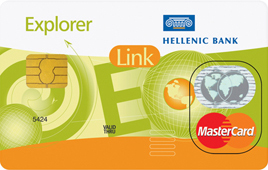 Explorer
HELLENIC BANK
Link
5424
VALID
THRU
MasterCard